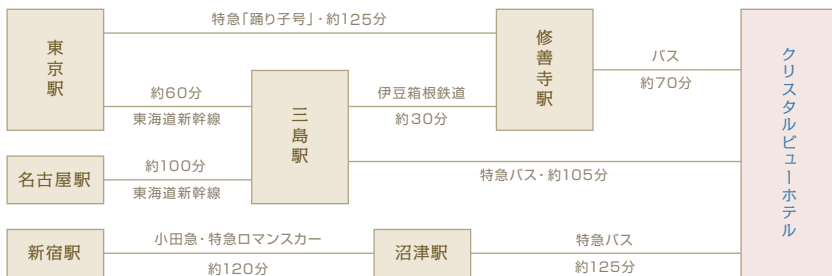 東京駅
特急「踊り子号」・約125分
修善寺駅
バス
約70分
クリスタルビューホテル
約60分
東海道新幹線
三島駅
伊豆箱根鉄道
約30分
名古屋駅
約100分
東海道新幹線
特急バス・約105分
新宿駅
小田急・特急ロマンスカー
約120分
沼津駅
特急バス
約125分